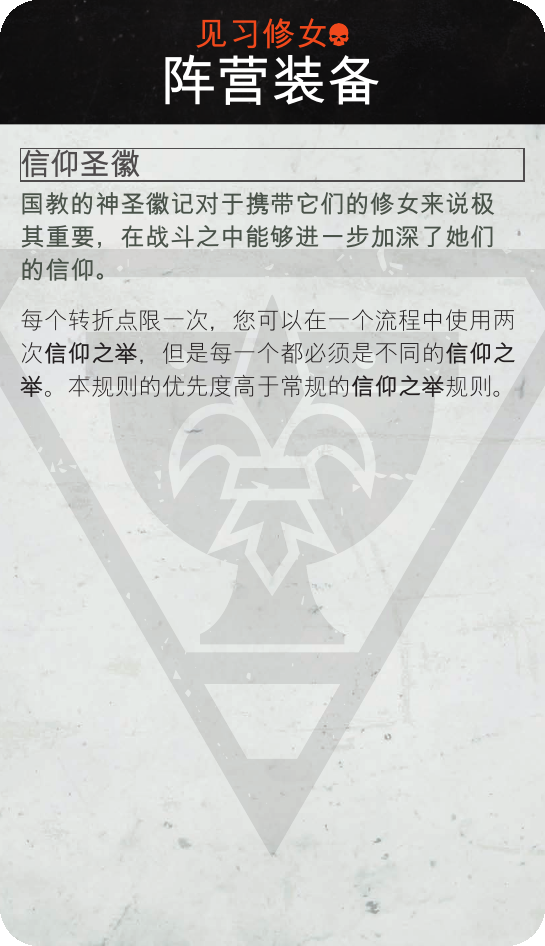 见习修女
阵营装备
信仰圣徽
国教的神圣徽记对于携带它们的修女来说极
其重要，在战斗之中能够进一步加深了她们
的信仰。
每个转折点限一次，您可以在一个流程中使用两
次信仰之举，但是每一个都必须是不同的信仰之
举。本规则的优先度高于常规的信仰之举规则。